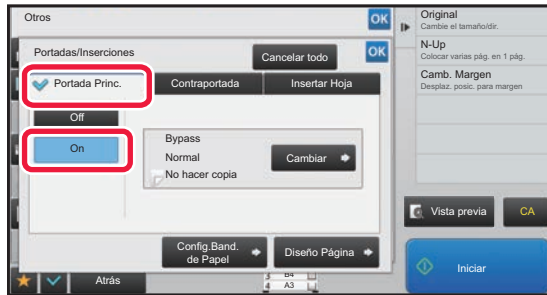 Otros
OK
Portadas/Inserciones
Cancelar todo
OK
Portada Princ.
Contraportada
Insertar Hoja
Off
On
Bypass
Normal
No hacer copia
Cambiar
Config.Band.
de Papel
Diseño Página
Atrás
3 B4
4 A3
Original
Cambie el tamaño/dir.
N-Up
Colocar varias pág. en 1 pág.
Camb. Margen
Desplaz. posic. para margen
Vista previa
CA
Iniciar